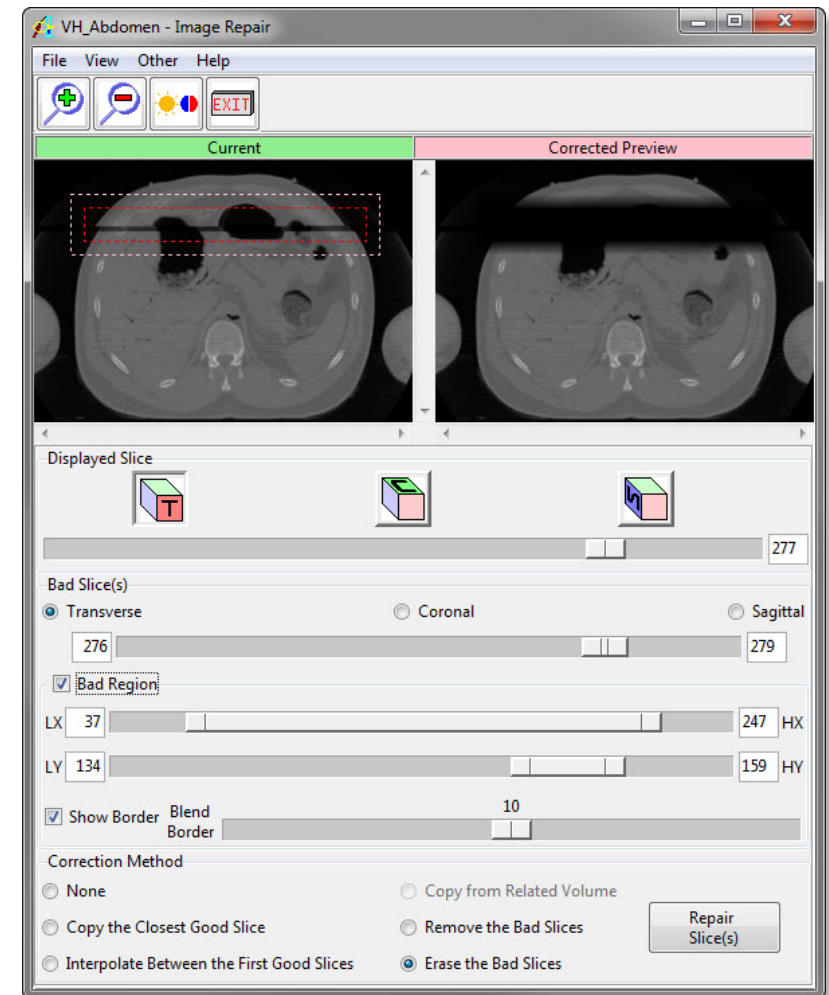 VH_Abdomen - Image Repair
File View Other Help
EXIT
Current Corrected Preview
Displayed Slice
T
277
Bad Slice(s)
Transverse Coronal Sagittal
276 279
Bad Region
LX 37 247 HX
LY 134 159 HY
Show Border Blend Border 10
Correction Method
None Copy from Related Volume
Copy the Closest Good Slice Remove the Bad Slices Repair Slice(s)
Interpolate Between the First Good Slices Erase the Bad Slices